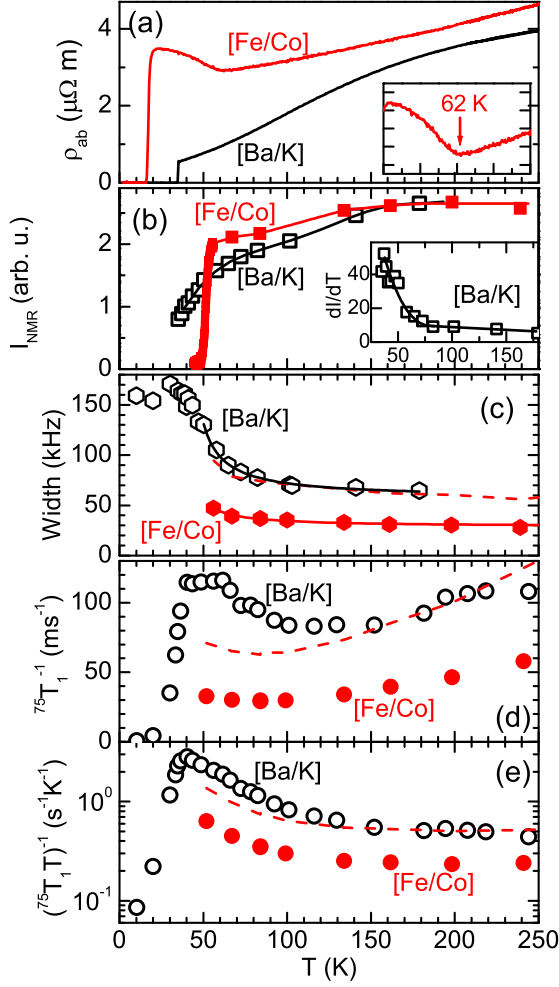 (a)
[Fe/Co]
[Ba/K]
62 K
4
2
0
ρab (μΩ m)
(b)
[Fe/Co]
[Ba/K]
[Ba/K]
dI/dT
40
20
0
50
100
150
2
1
0
INMR (arb. u.)
(c)
[Ba/K]
[Fe/Co]
150
100
50
0
Width (kHz)
[Ba/K]
[Fe/Co]
(d)
100
50
0
⁷⁵T₁⁻¹ (ms⁻¹)
(e)
[Ba/K]
[Fe/Co]
10⁰
10⁻¹
(⁷⁵T₁T)⁻¹ (s⁻¹K⁻¹)
0 50 100 150 200 250
T (K)